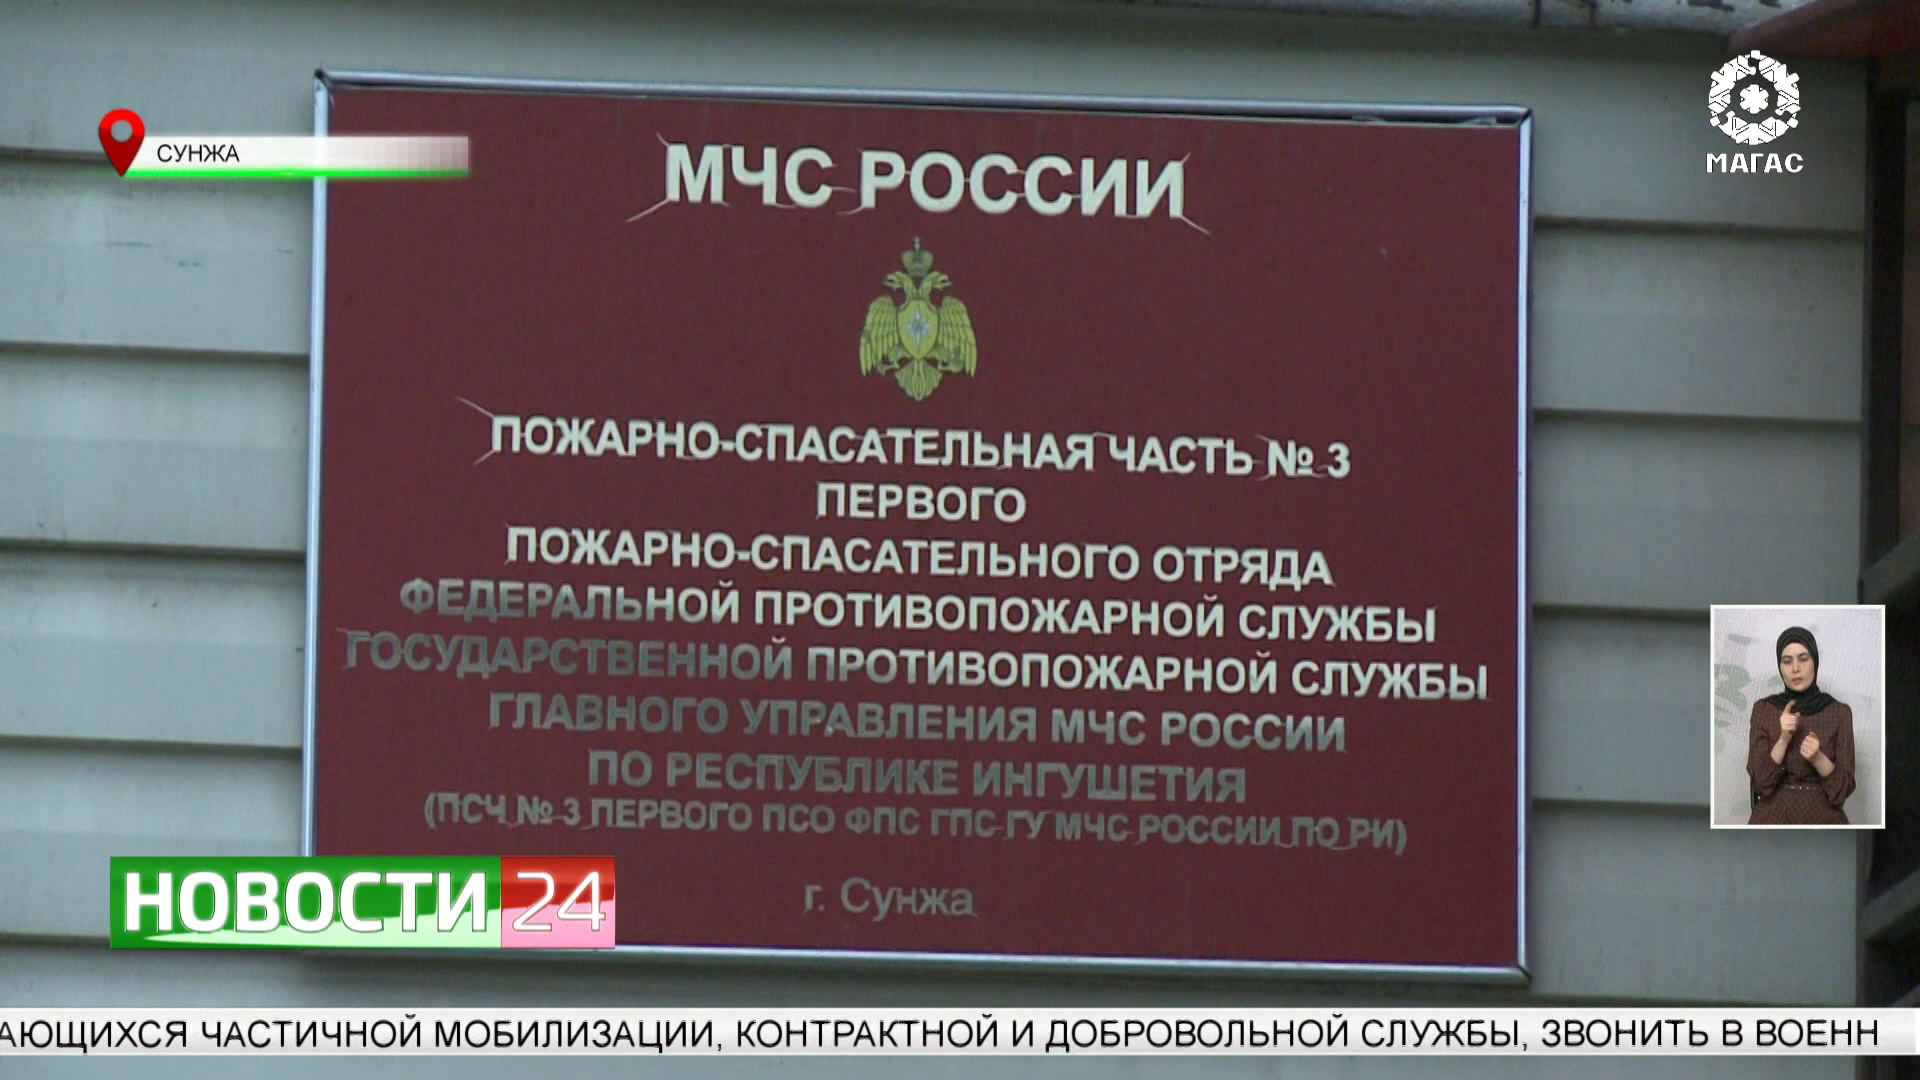 СУНЖА
МАГАС
МЧС РОССИИ
ПОЖАРНО-СПАСАТЕЛЬНАЯ ЧАСТЬ № 3
ПЕРВОГО
ПОЖАРНО-СПАСАТЕЛЬНОГО ОТРЯДА
ФЕДЕРАЛЬНОЙ ПРОТИВОПОЖАРНОЙ СЛУЖБЫ
ГОСУДАРСТВЕННОЙ ПРОТИВОПОЖАРНОЙ СЛУЖБЫ
ГЛАВНОГО УПРАВЛЕНИЯ МЧС РОССИИ
ПО РЕСПУБЛИКЕ ИНГУШЕТИЯ
(ПСЧ № 3 ПЕРВОГО ПСО ФПС ГПС ГУ МЧС РОССИИ ПО РИ)
г. Сунжа
НОВОСТИ 24
АЮЩИХСЯ ЧАСТИЧНОЙ МОБИЛИЗАЦИИ, КОНТРАКТНОЙ И ДОБРОВОЛЬНОЙ СЛУЖБЫ, ЗВОНИТЬ В ВОЕНН